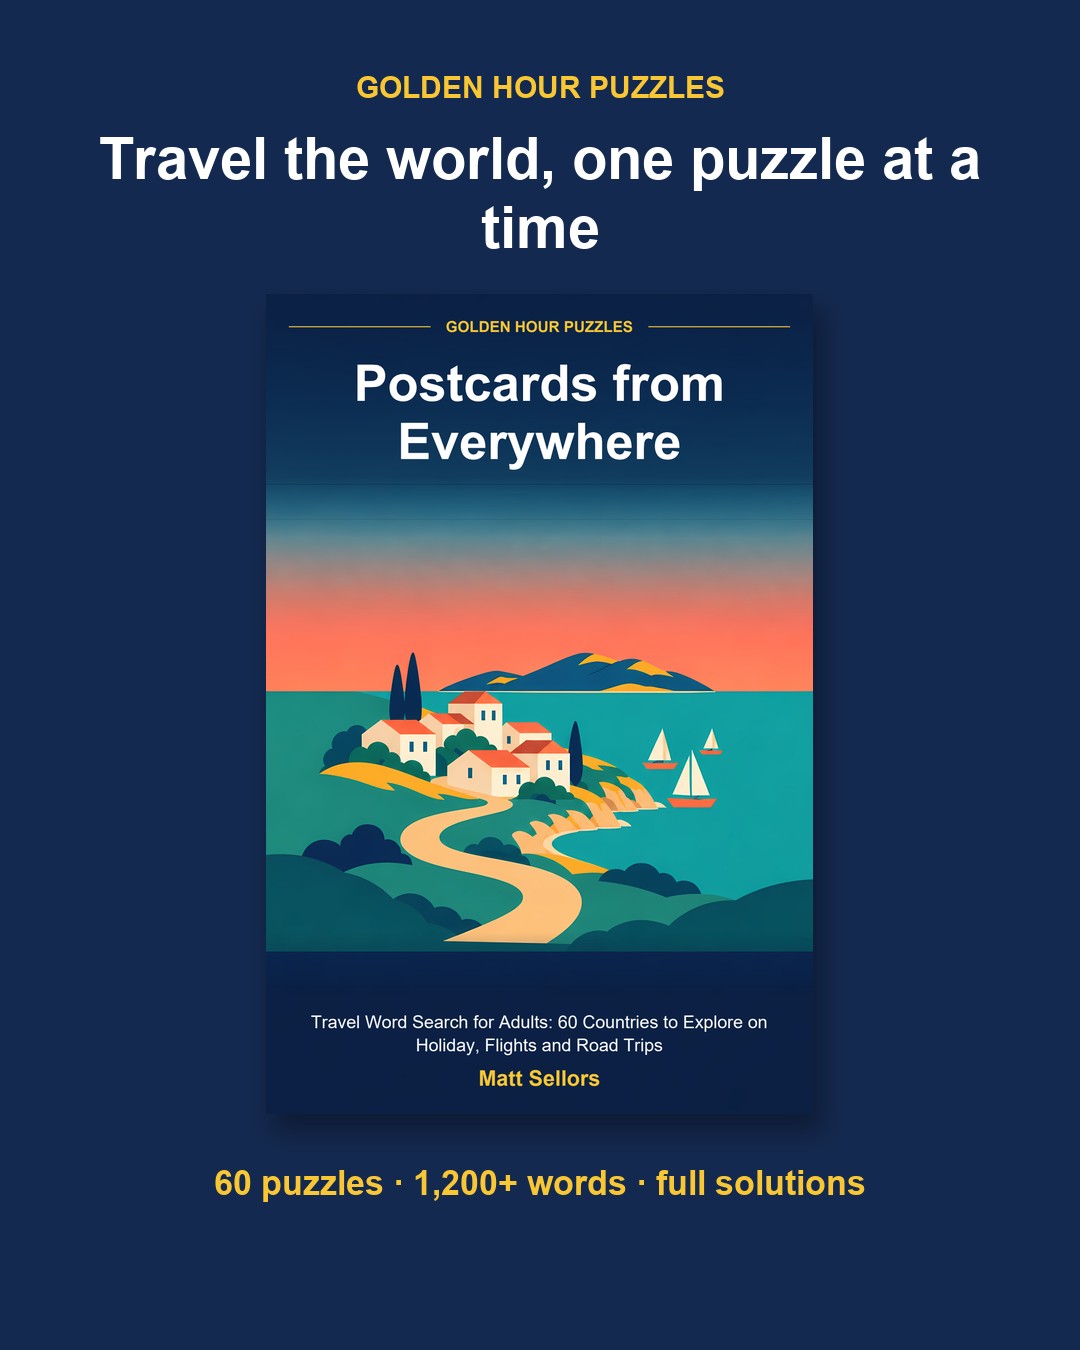 GOLDEN HOUR PUZZLES
Travel the world, one puzzle at a
time
GOLDEN HOUR PUZZLES
Postcards from
Everywhere
Travel Word Search for Adults: 60 Countries to Explore on
Holiday, Flights and Road Trips
Matt Sellors
60 puzzles · 1,200+ words · full solutions